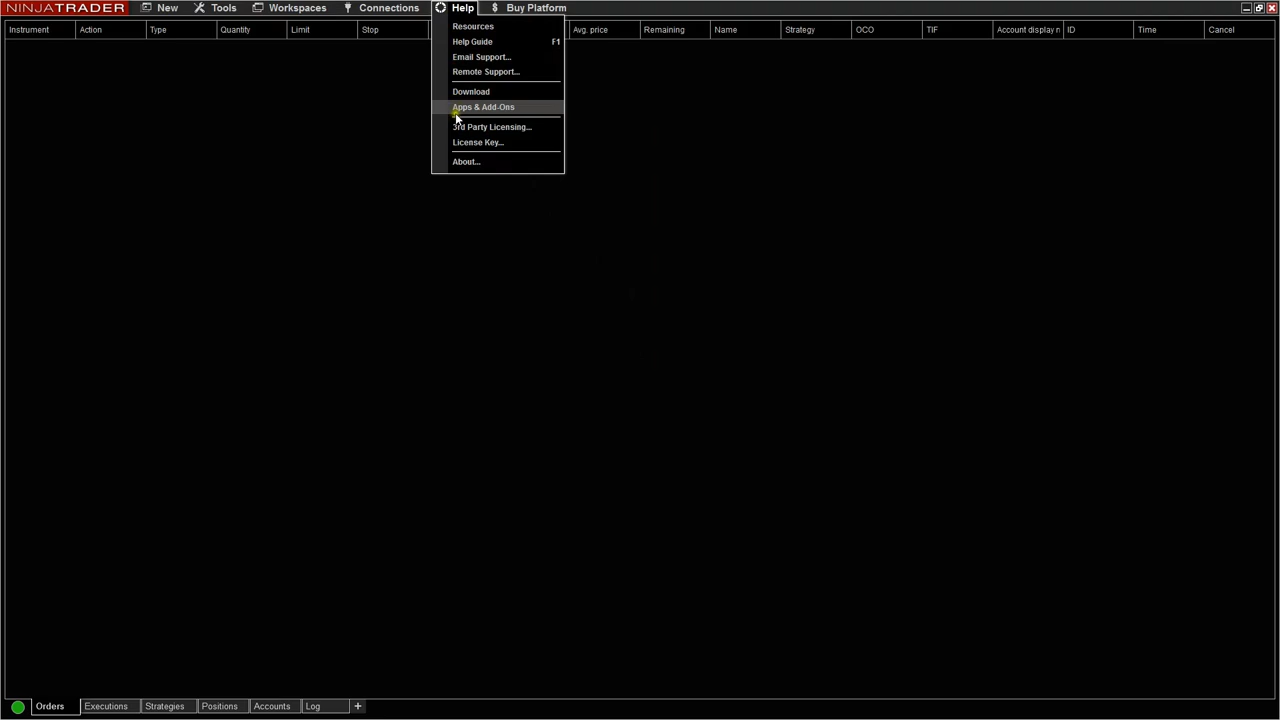 NINJATRADER New Tools Workspaces Connections Help Buy Platform
Instrument Action Type Quantity Limit Stop Avg. price Remaining Name Strategy OCO TIF Account display n ID Time Cancel
Resources
Help Guide F1
Email Support...
Remote Support...
Download
Apps & Add-Ons
3rd Party Licensing...
License Key...
About...
Orders Executions Strategies Positions Accounts Log +